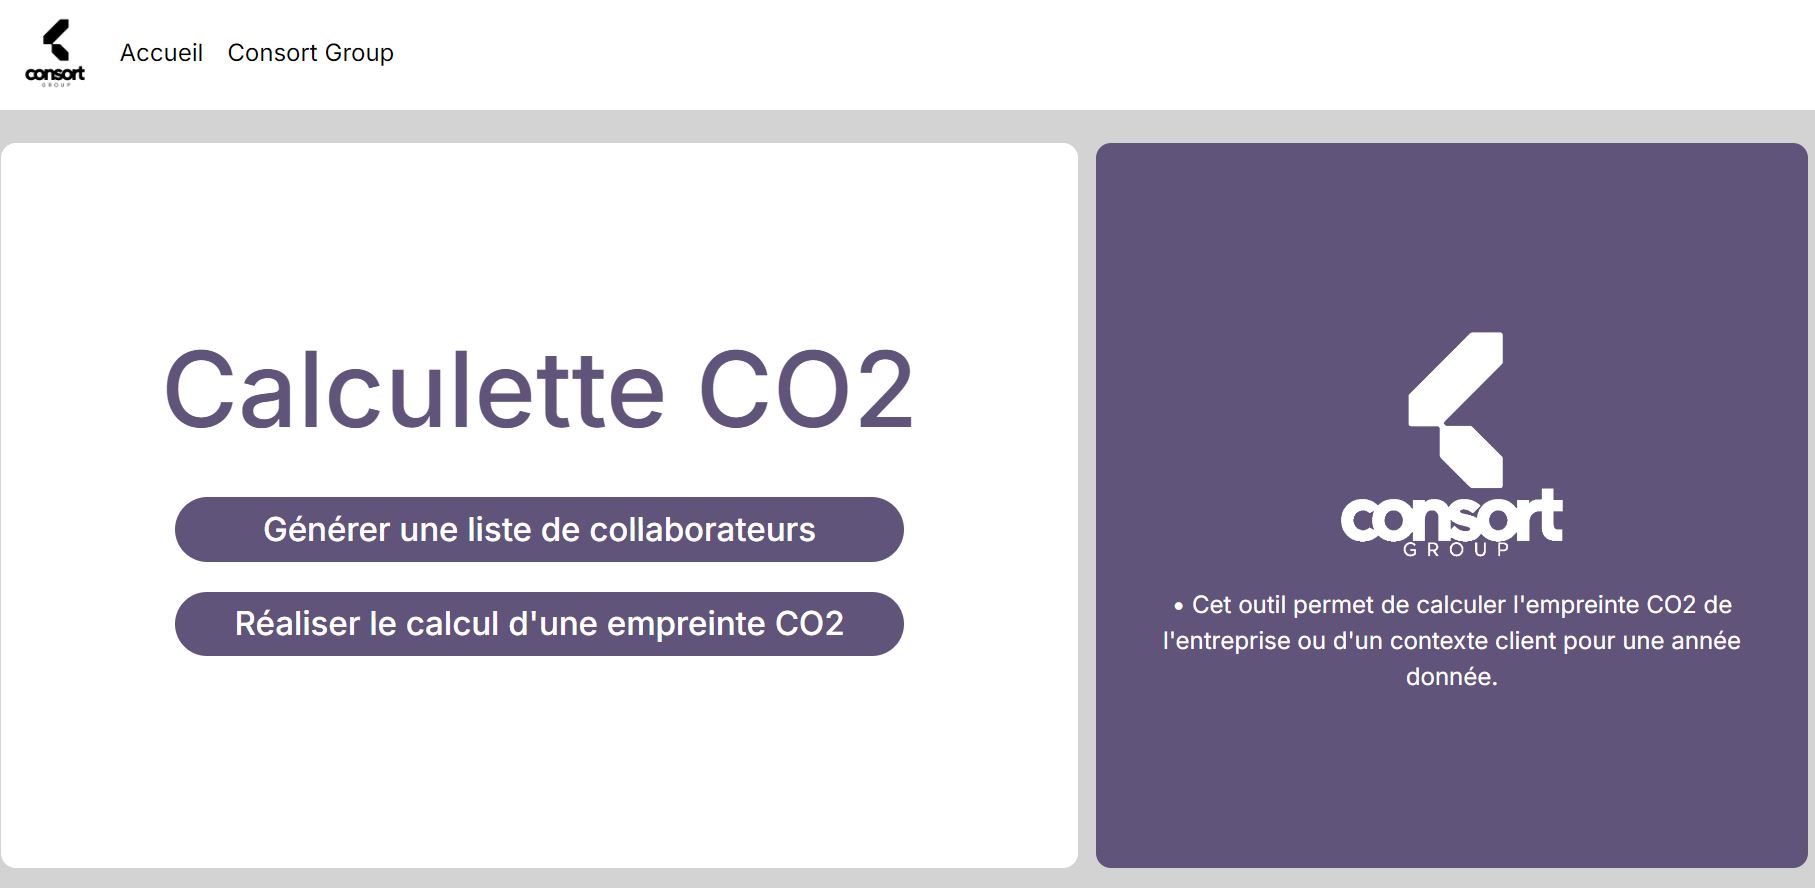 consort
GROUP
Accueil
Consort Group
Calculette CO2
Générer une liste de collaborateurs
Réaliser le calcul d'une empreinte CO2
consort
GROUP
• Cet outil permet de calculer l'empreinte CO2 de
l'entreprise ou d'un contexte client pour une année
donnée.